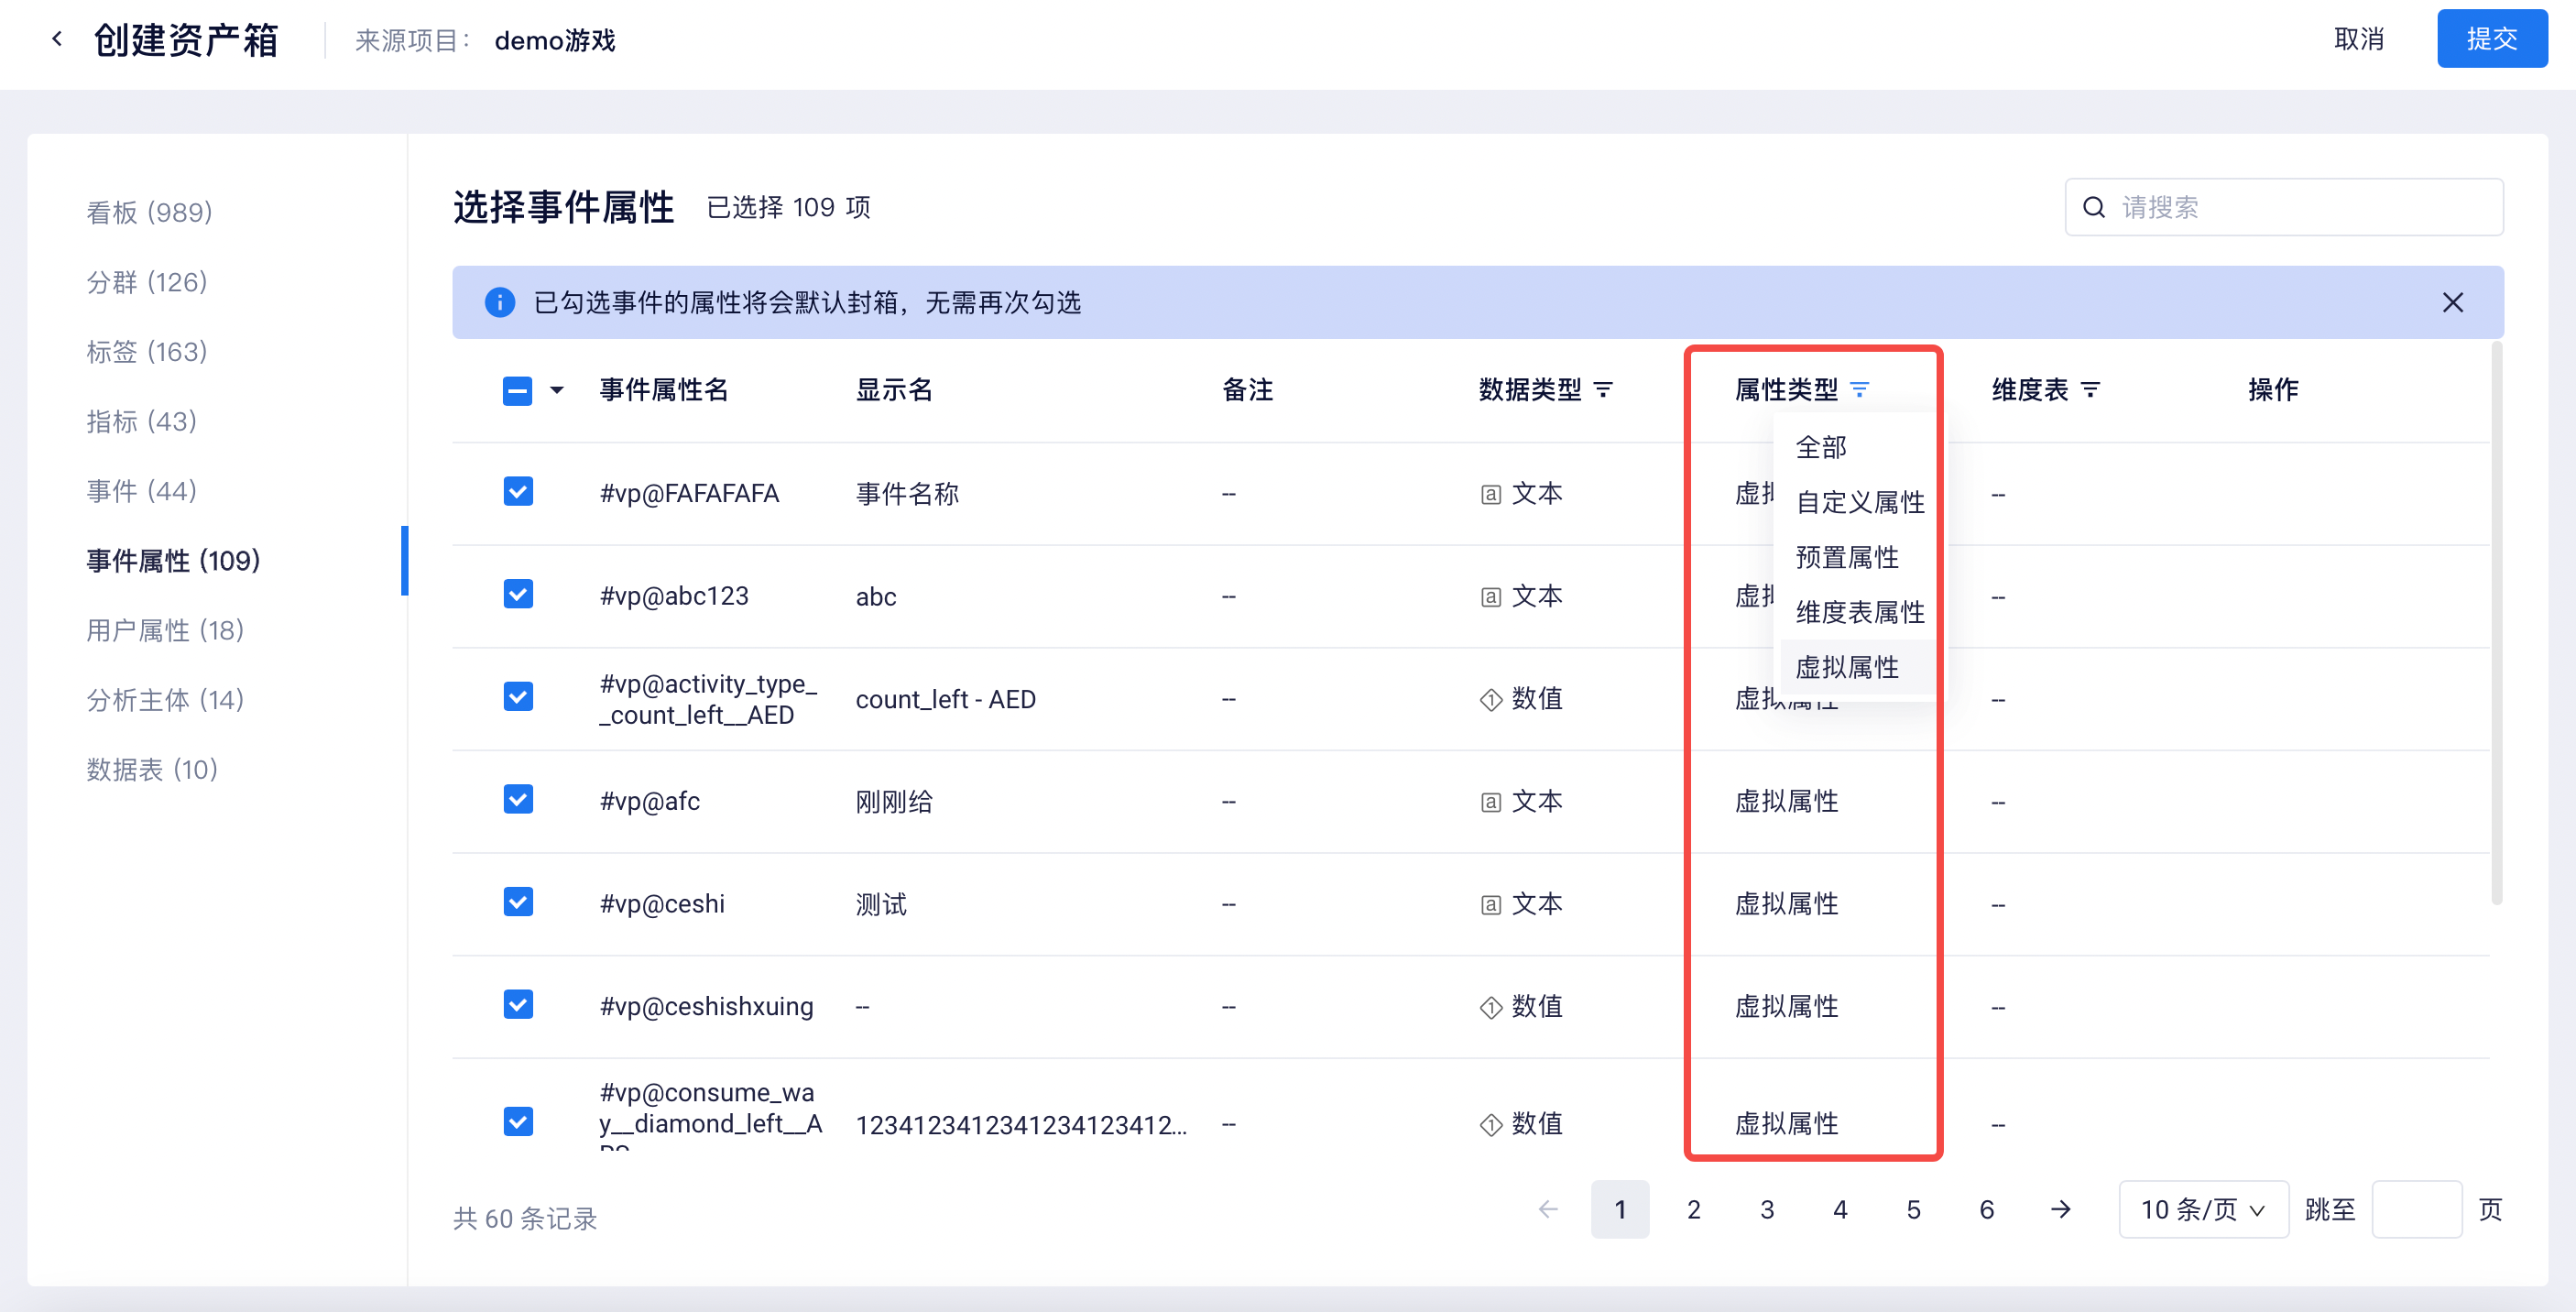 创建资产箱
来源项目： demo游戏
取消
提交
看板 (989)
分群 (126)
标签 (163)
指标 (43)
事件 (44)
事件属性 (109)
用户属性 (18)
分析主体 (14)
数据表 (10)
选择事件属性 已选择 109 项
请搜索
已勾选事件的属性将会默认封箱，无需再次勾选
事件属性名 显示名 备注 数据类型 属性类型 维度表 操作
全部
自定义属性
预置属性
维度表属性
虚拟属性
#vp@FAFAFAFA 事件名称 -- 文本 虚 --
#vp@abc123 abc -- 文本 虚 --
#vp@activity_type_
_count_left__AED count_left - AED -- 数值 虚拟属性 --
#vp@afc 刚刚给 -- 文本 虚拟属性 --
#vp@ceshi 测试 -- 文本 虚拟属性 --
#vp@ceshishxuing -- -- 数值 虚拟属性 --
#vp@consume_wa
y__diamond_left__A 1234123412341234123412... -- 数值 虚拟属性 --
共 60 条记录
1 2 3 4 5 6 10 条/页 跳至 页